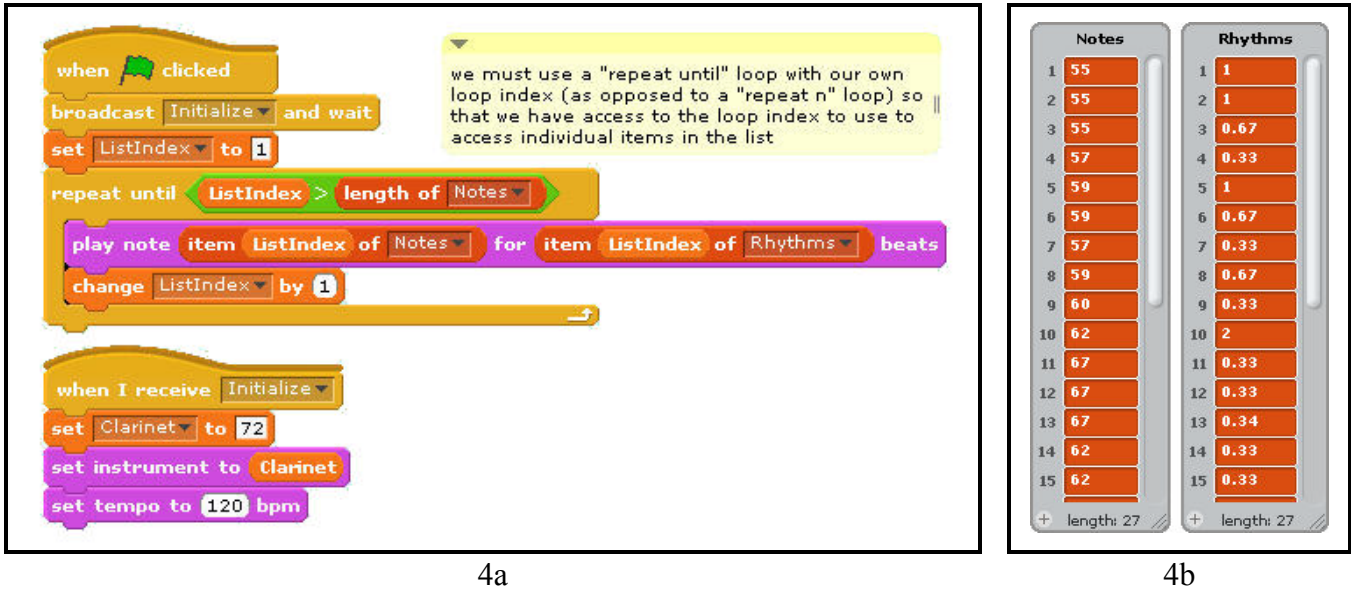 when clicked
broadcast Initialize and wait
set ListIndex to 1
repeat until ListIndex > length of Notes
play note item ListIndex of Notes for item ListIndex of Rhythms beats
change ListIndex by 1
we must use a "repeat until" loop with our own
loop index (as opposed to a "repeat n" loop) so
that we have access to the loop index to use to
access individual items in the list
when I receive Initialize
set Clarinet to 72
set instrument to Clarinet
set tempo to 120 bpm
4a
Notes
1 55
2 55
3 55
4 57
5 59
6 59
7 57
8 59
9 60
10 62
11 67
12 67
13 67
14 62
15 62
+ length: 27
Rhythms
1 1
2 1
3 0.67
4 0.33
5 1
6 0.67
7 0.33
8 0.67
9 0.33
10 2
11 0.33
12 0.33
13 0.34
14 0.33
15 0.33
+ length: 27
4b